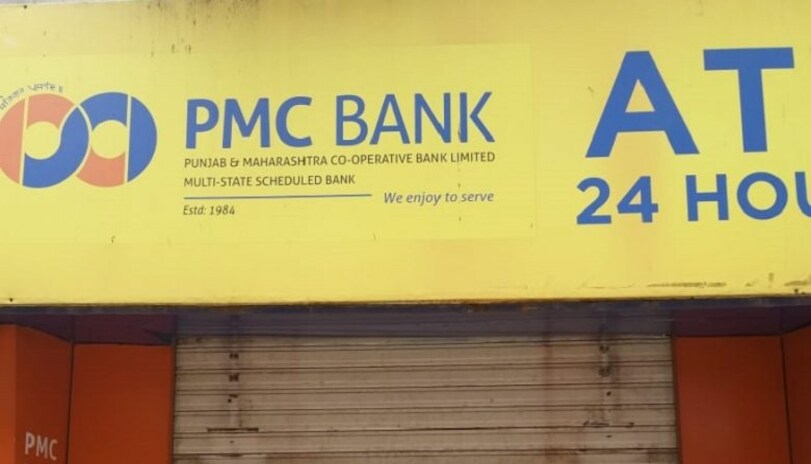 PMC BANK
PUNJAB & MAHARASHTRA CO-OPERATIVE BANK LIMITED
MULTI-STATE SCHEDULED BANK
We enjoy to serve
Estd: 1984
AT
24 HOU
PMC